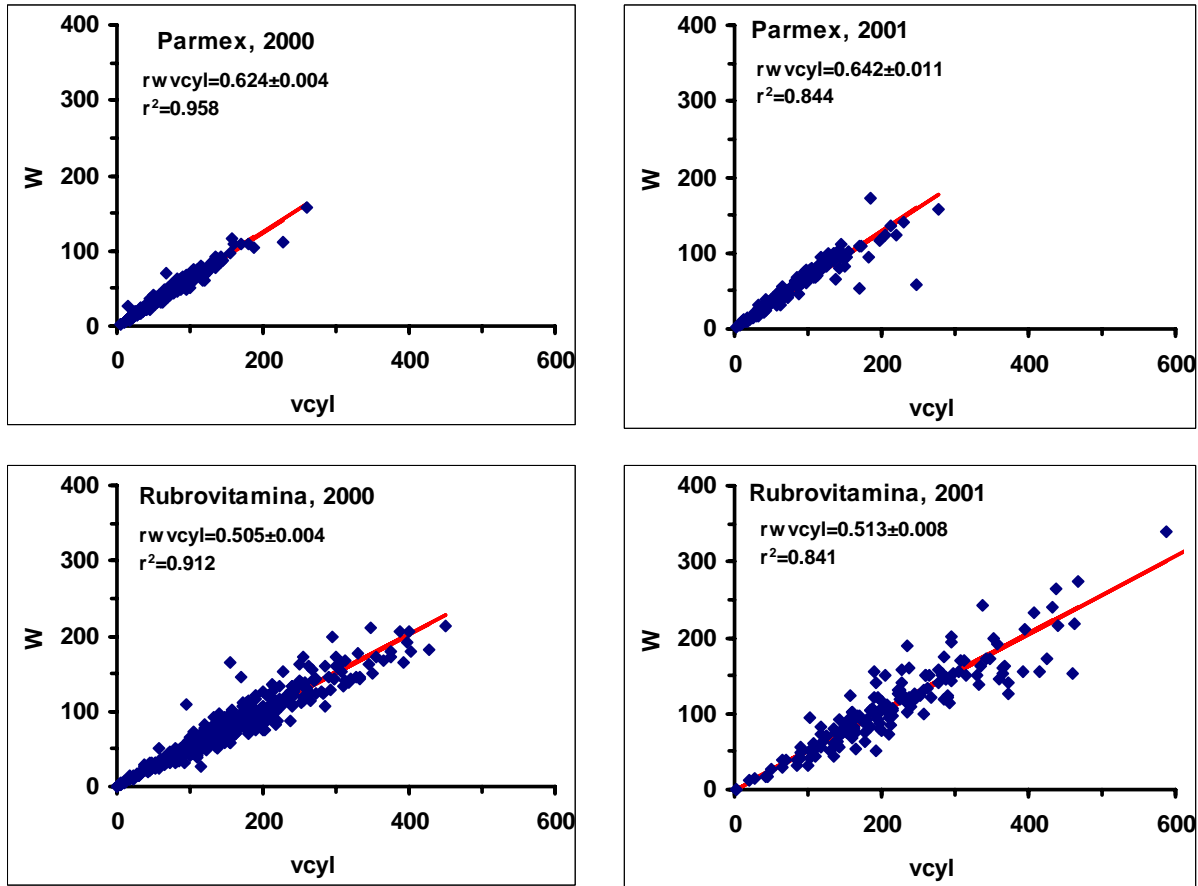 Parmex, 2000
rwvcyl=0.624±0.004
r²=0.958
W
400
300
200
100
0
0 200 400 600
vcyl
Parmex, 2001
rwvcyl=0.642±0.011
r²=0.844
W
400
300
200
100
0
0 200 400 600
vcyl
Rubrovitamina, 2000
rwvcyl=0.505±0.004
r²=0.912
W
400
300
200
100
0
0 200 400 600
vcyl
Rubrovitamina, 2001
rwvcyl=0.513±0.008
r²=0.841
W
400
300
200
100
0
0 200 400 600
vcyl